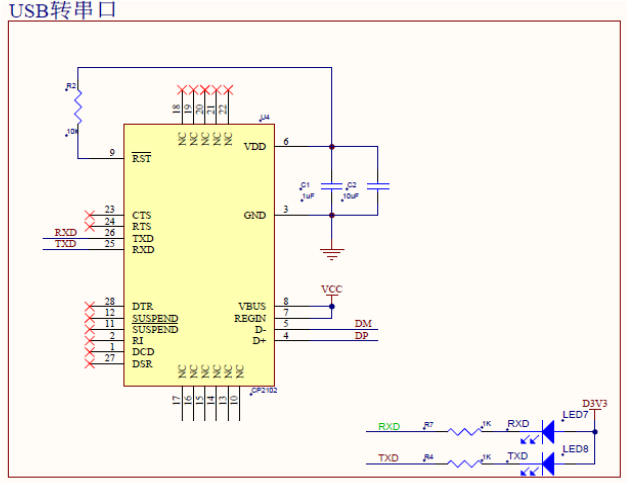 USB转串口
R2
10K
18 19 20 21 22
NC NC NC NC NC
U4
9 RST
VDD 6
C1 1uF
C2 10uF
GND 3
23 CTS
24 RTS
RXD 26 TXD
TXD 25 RXD
VCC
28 DTR
VBUS 8
12 SUSPEND
REGIN 7
11 SUSPEND
D- 5 DM
2 RI
D+ 4 DP
1 DCD
27 DSR
NC NC NC NC NC NC
17 16 15 14 13 10
CP2102
D3V3
RXD R7 1K RXD LED7
TXD R4 1K TXD LED8